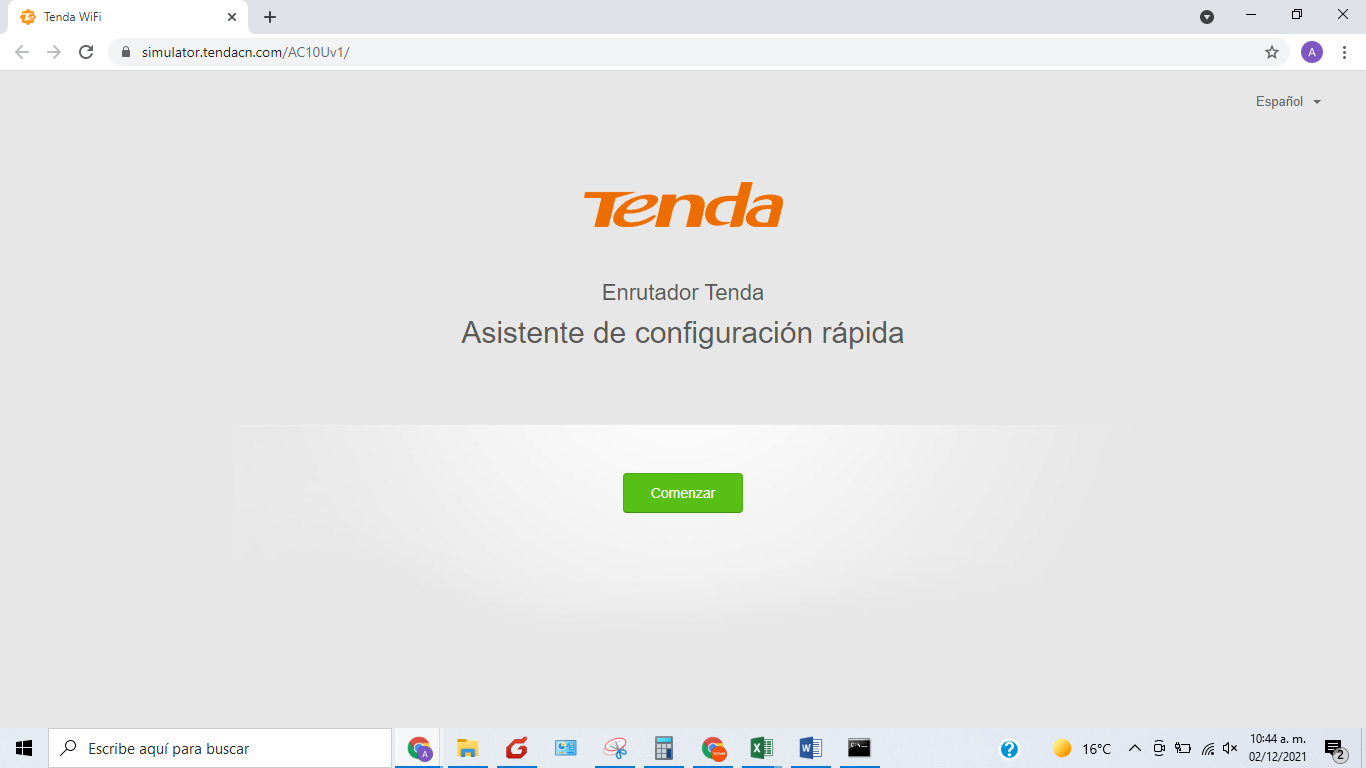 Tenda WiFi
simulator.tendacn.com/AC10Uv1/
A
Español
Tenda
Enrutador Tenda
Asistente de configuración rápida
Comenzar
Escribe aquí para buscar
A
16°C
10:44 a. m.
02/12/2021
2